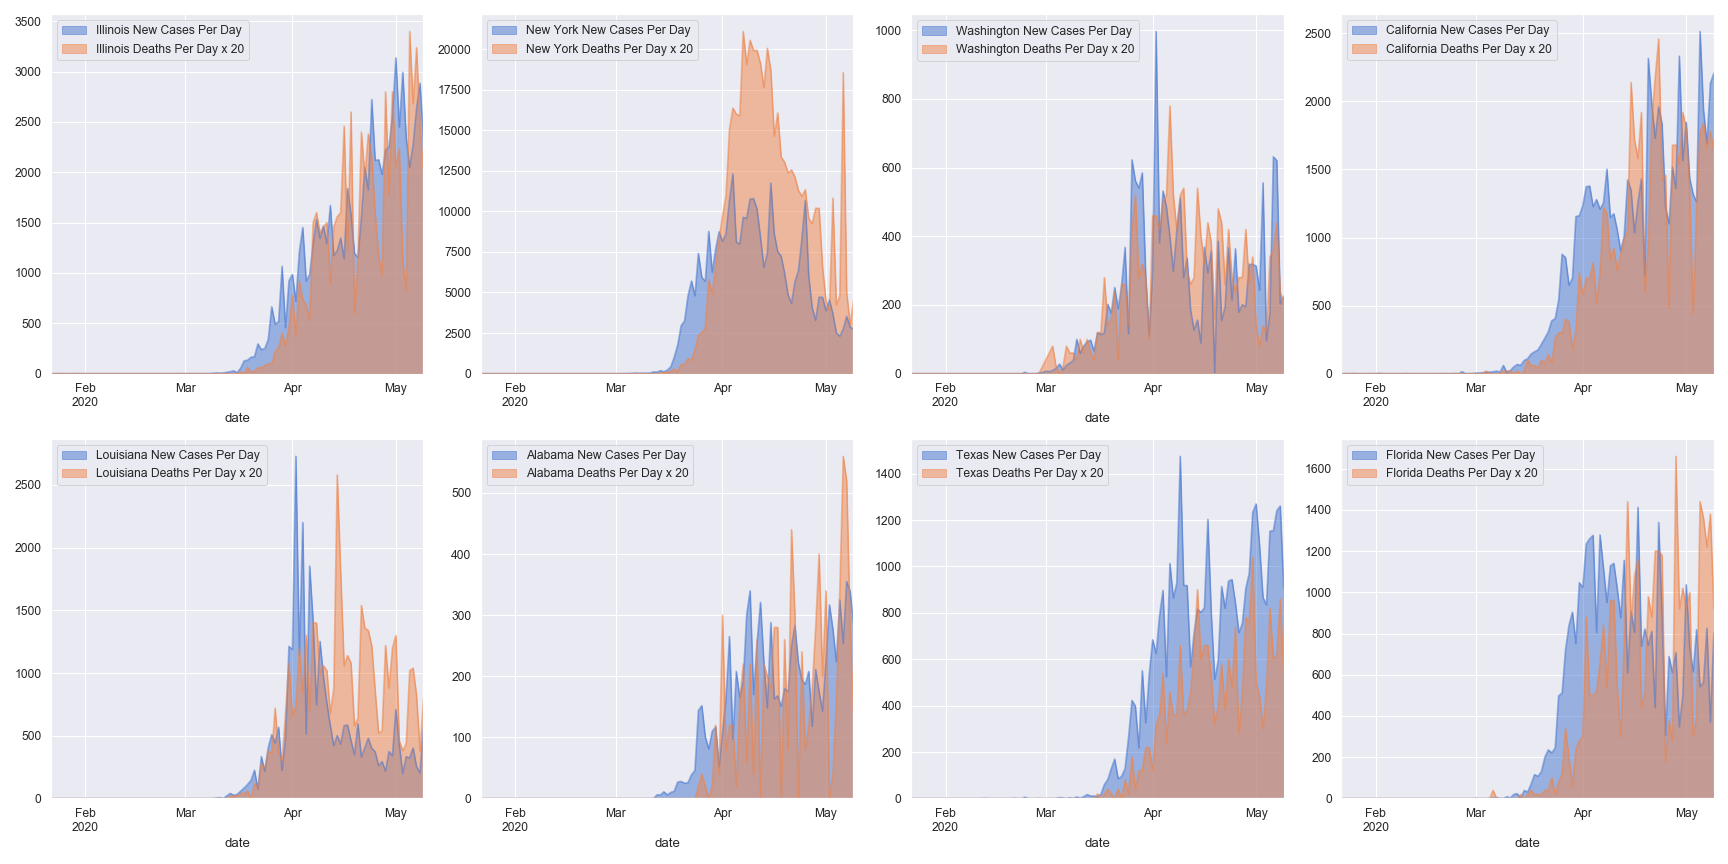 Illinois New Cases Per Day
Illinois Deaths Per Day x 20
3500
3000
2500
2000
1500
1000
500
0
Feb
2020
Mar
Apr
May
date
New York New Cases Per Day
New York Deaths Per Day x 20
20000
17500
15000
12500
10000
7500
5000
2500
0
Feb
2020
Mar
Apr
May
date
Washington New Cases Per Day
Washington Deaths Per Day x 20
1000
800
600
400
200
0
Feb
2020
Mar
Apr
May
date
California New Cases Per Day
California Deaths Per Day x 20
2500
2000
1500
1000
500
0
Feb
2020
Mar
Apr
May
date
Louisiana New Cases Per Day
Louisiana Deaths Per Day x 20
2500
2000
1500
1000
500
0
Feb
2020
Mar
Apr
May
date
Alabama New Cases Per Day
Alabama Deaths Per Day x 20
500
400
300
200
100
0
Feb
2020
Mar
Apr
May
date
Texas New Cases Per Day
Texas Deaths Per Day x 20
1400
1200
1000
800
600
400
200
0
Feb
2020
Mar
Apr
May
date
Florida New Cases Per Day
Florida Deaths Per Day x 20
1600
1400
1200
1000
800
600
400
200
0
Feb
2020
Mar
Apr
May
date